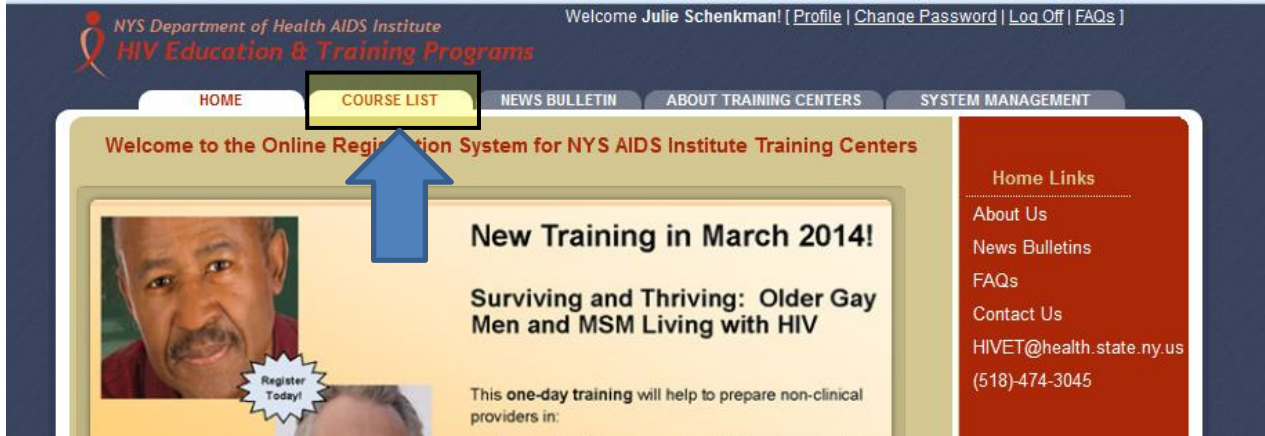 NYS Department of Health AIDS Institute
HIV Education & Training Programs
Welcome Julie Schenkman! [ Profile | Change Password | Log Off | FAQs ]
HOME
COURSE LIST
NEWS BULLETIN
ABOUT TRAINING CENTERS
SYSTEM MANAGEMENT
Welcome to the Online System for NYS AIDS Institute Training Centers
New Training in March 2014!
Surviving and Thriving: Older Gay
Men and MSM Living with HIV
Register
Today!
This one-day training will help to prepare non-clinical
providers in:
Home Links
About Us
News Bulletins
FAQs
Contact Us
HIVET@health.state.ny.us
(518)-474-3045